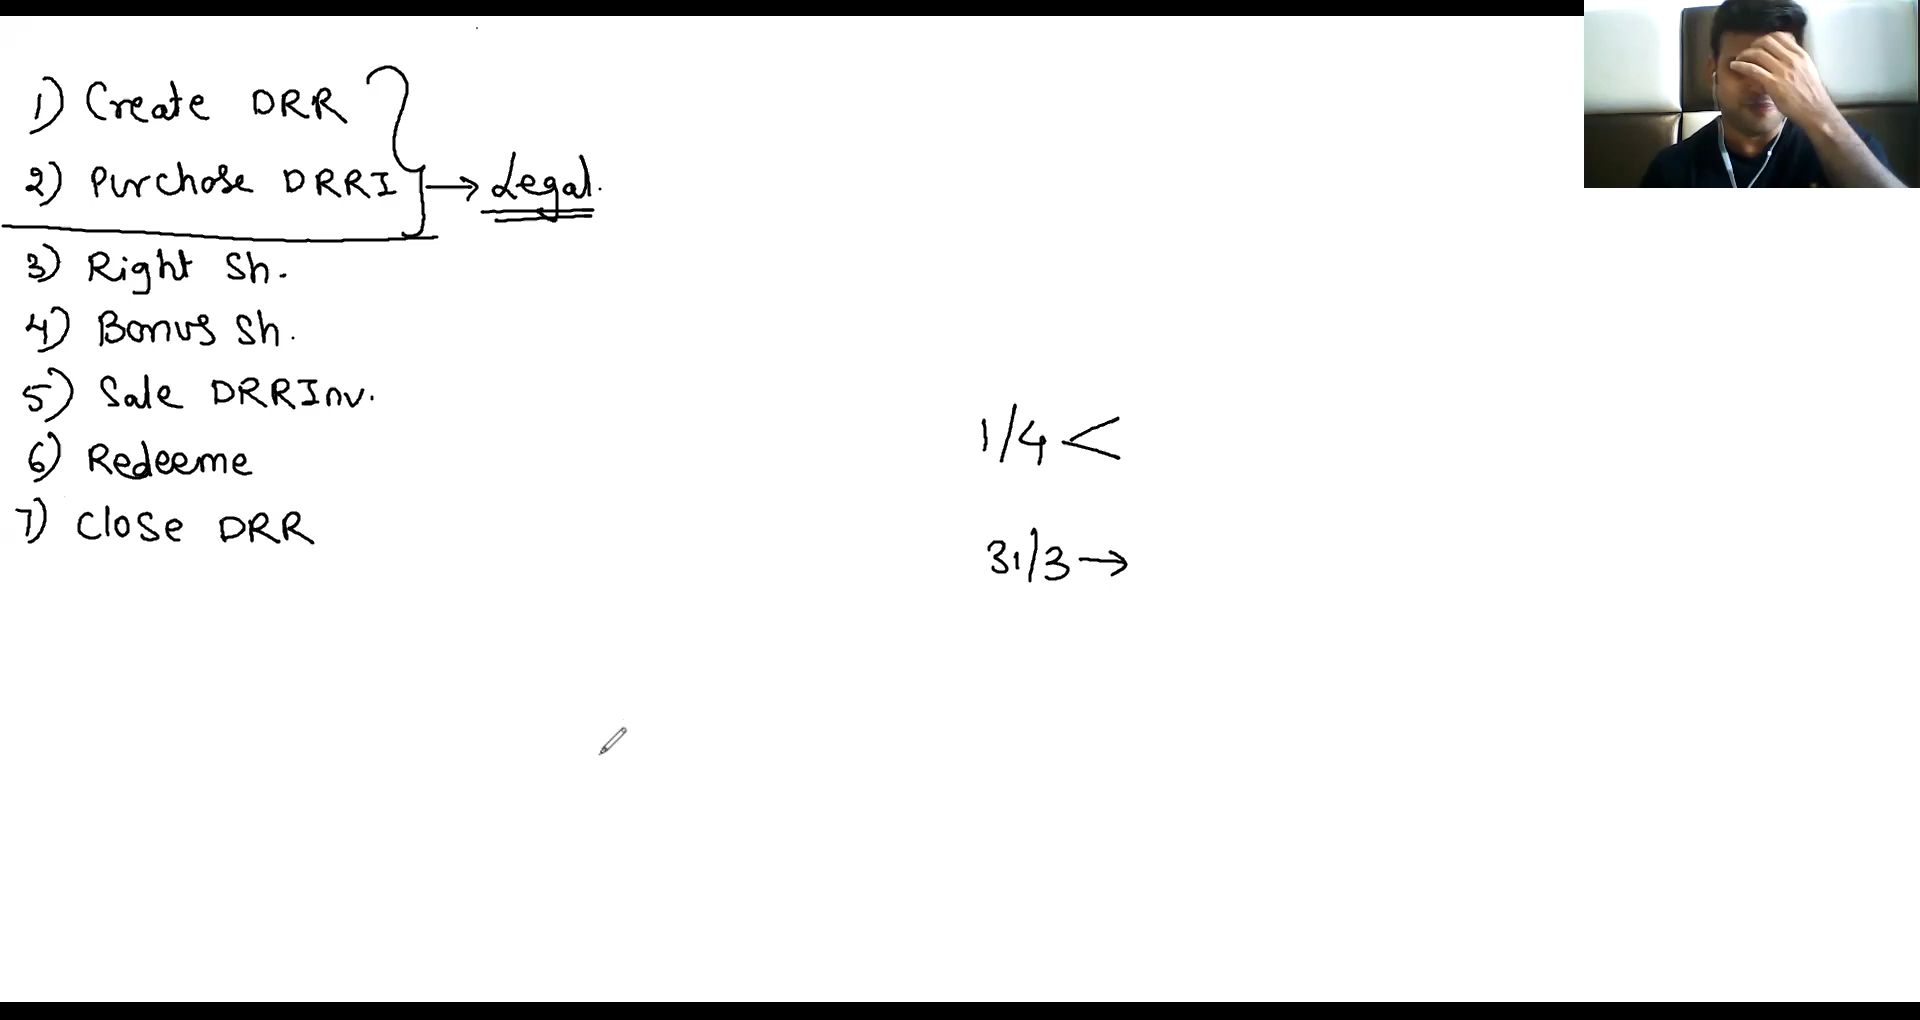 1) Create DRR
2) Purchase DRRI → Legal.
3) Right Sh.
4) Bonus Sh.
5) Sale DRRInv.
6) Redeeme
7) Close DRR
1/4 <
31/3 →